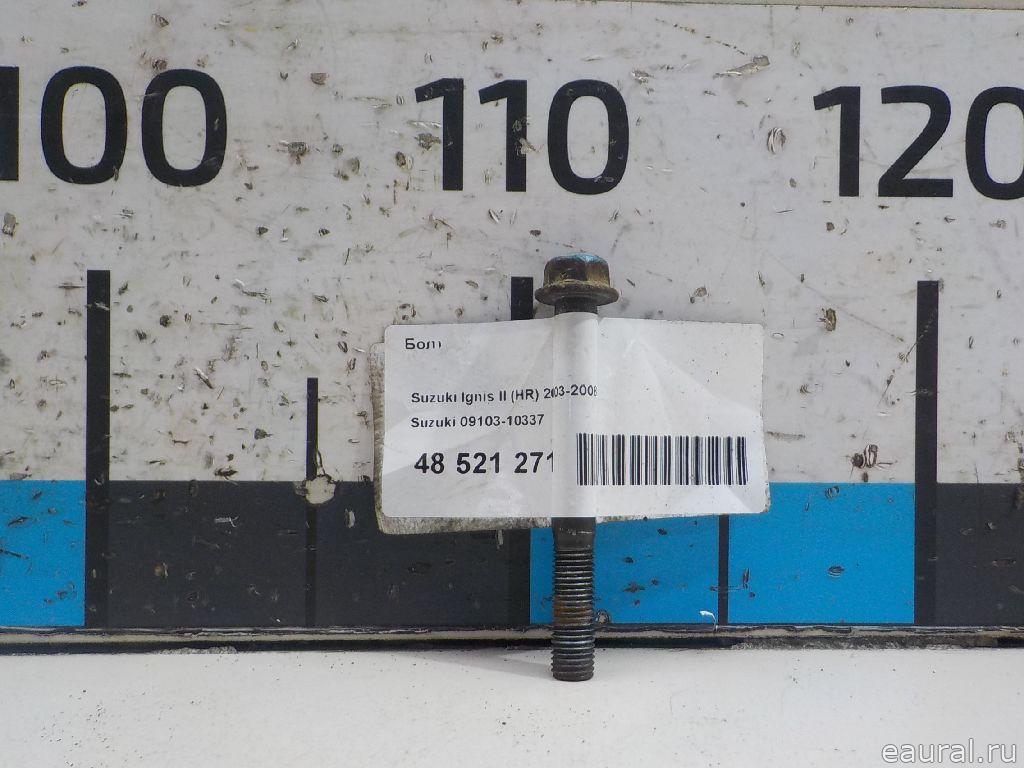 100 110 120
Болт
Suzuki Ignis II (HR) 2003-2008
Suzuki 09103-10337
48 521 271
eaural.ru